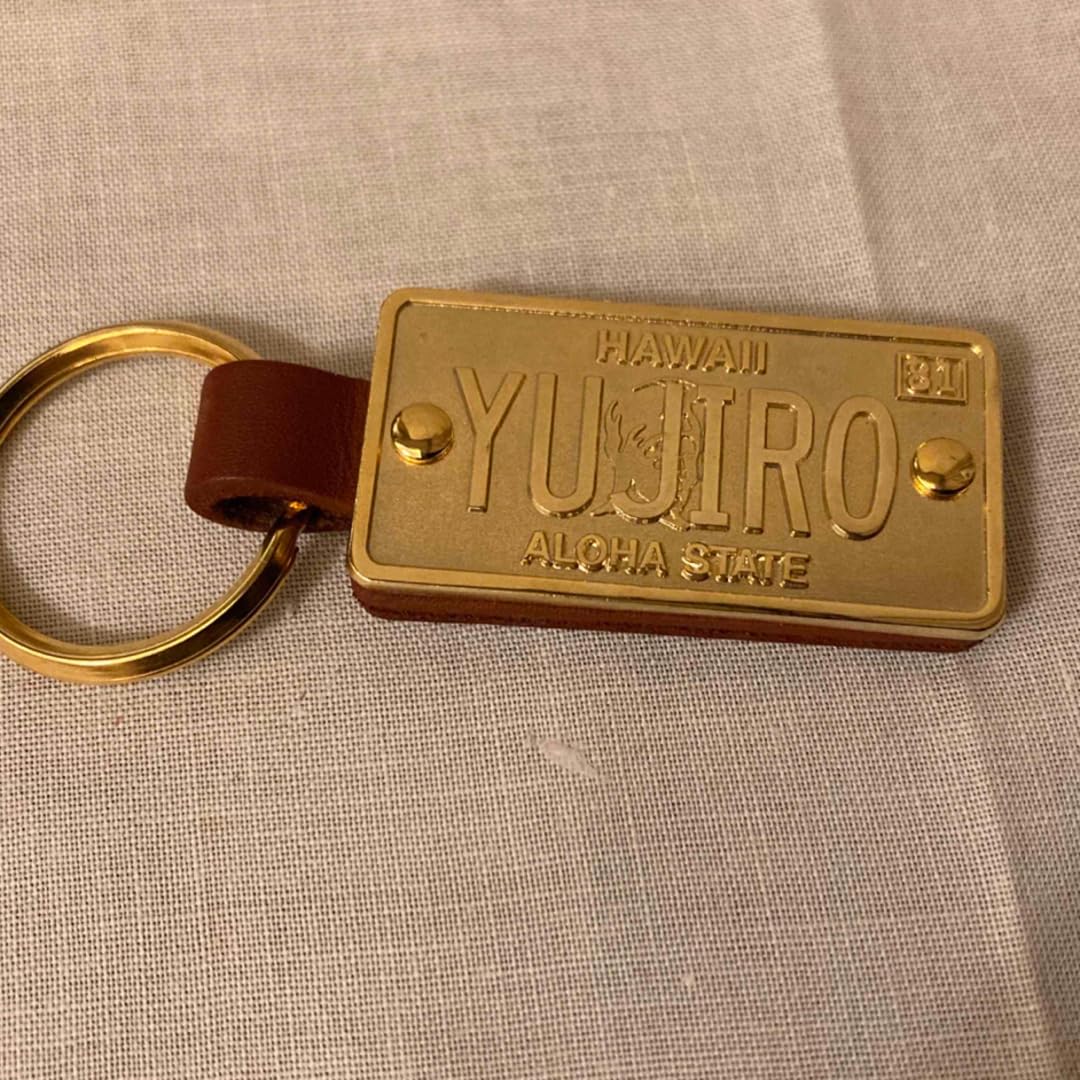 HAWAII
81
YUJIRO
ALOHA STATE